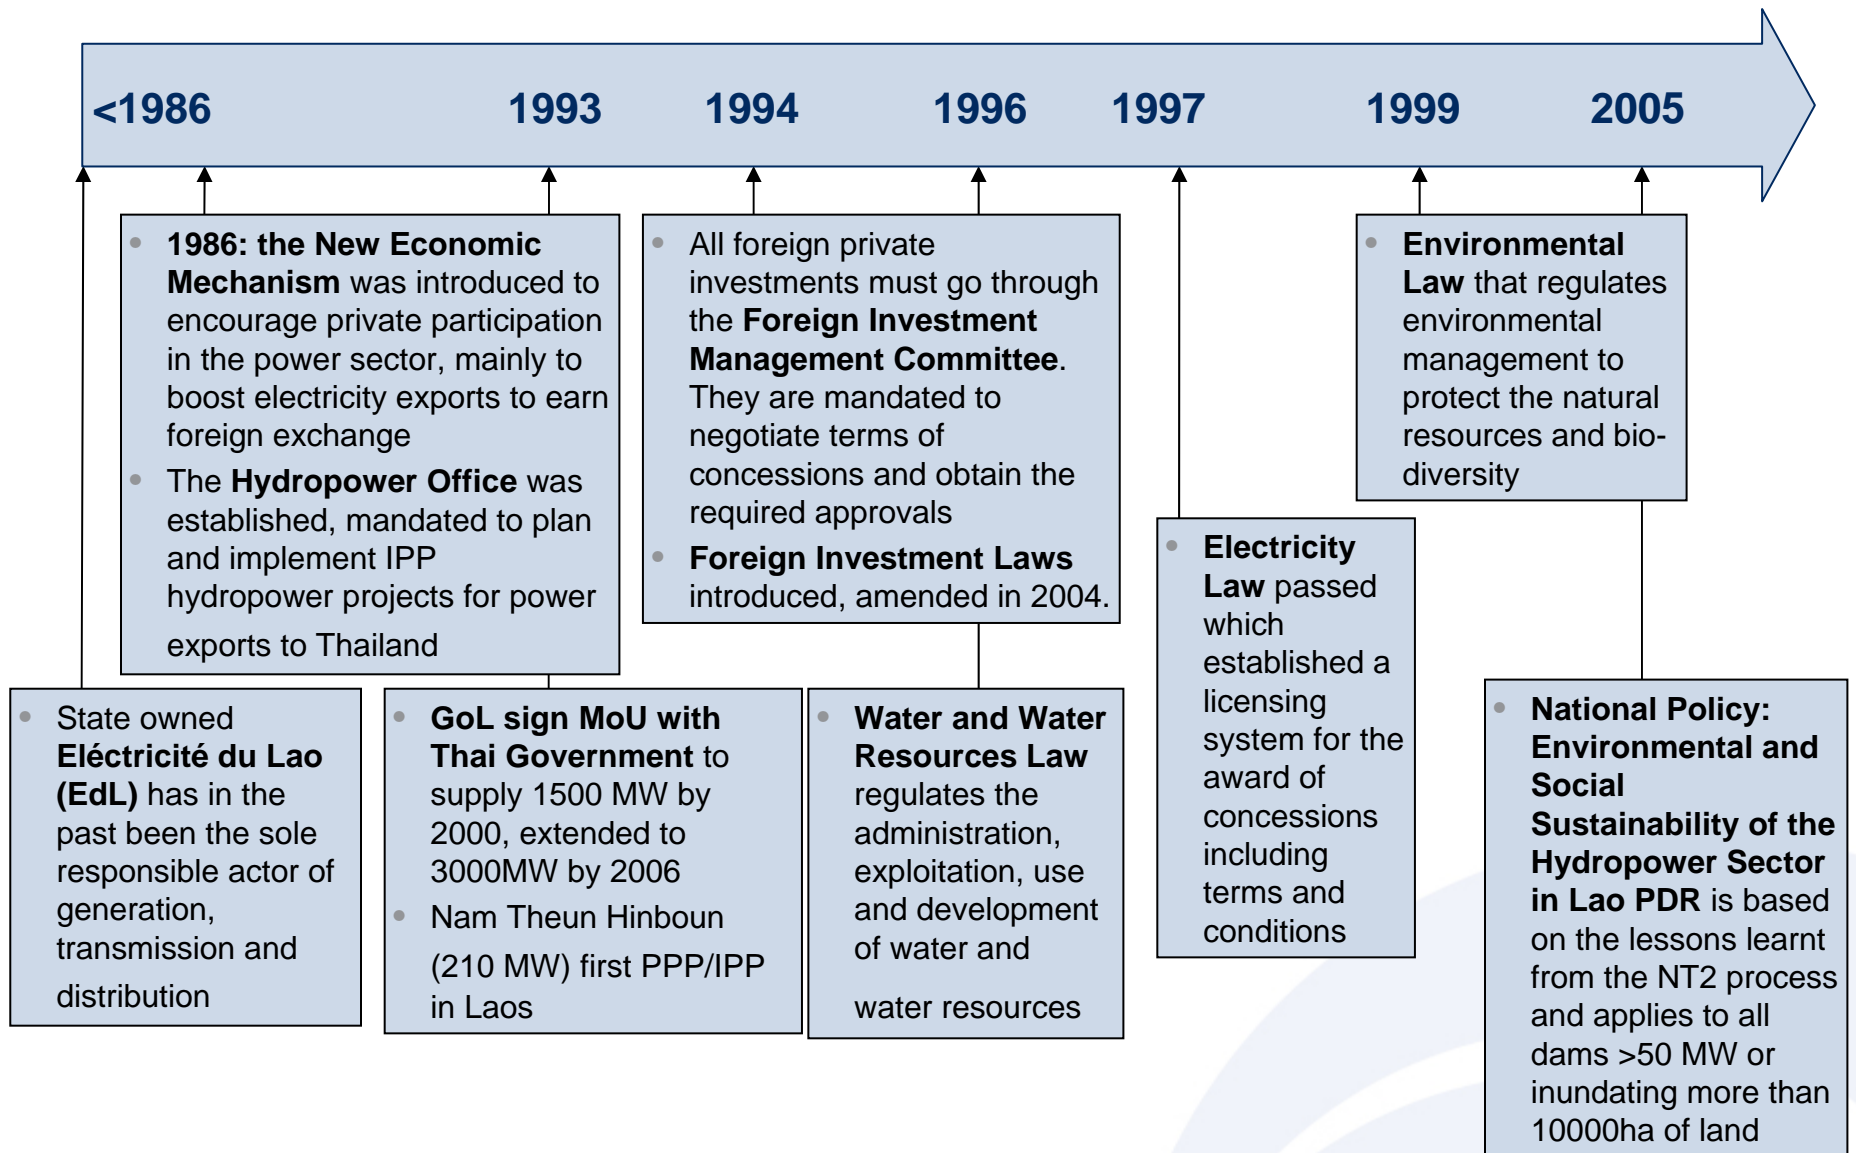 <1986 1993 1994 1996 1997 1999 2005
• 1986: the New Economic
Mechanism was introduced to
encourage private participation
in the power sector, mainly to
boost electricity exports to earn
foreign exchange
• The Hydropower Office was
established, mandated to plan
and implement IPP
hydropower projects for power
exports to Thailand
• All foreign private
investments must go through
the Foreign Investment
Management Committee.
They are mandated to
negotiate terms of
concessions and obtain the
required approvals
• Foreign Investment Laws
introduced, amended in 2004.
• Environmental
Law that regulates
environmental
management to
protect the natural
resources and bio-
diversity
• Electricity
Law passed
which
established a
licensing
system for the
award of
concessions
including
terms and
conditions
• State owned
Eléctricité du Lao
(EdL) has in the
past been the sole
responsible actor of
generation,
transmission and
distribution
• GoL sign MoU with
Thai Government to
supply 1500 MW by
2000, extended to
3000MW by 2006
• Nam Theun Hinboun
(210 MW) first PPP/IPP
in Laos
• Water and Water
Resources Law
regulates the
administration,
exploitation, use
and development
of water and
water resources
• National Policy:
Environmental and
Social
Sustainability of the
Hydropower Sector
in Lao PDR is based
on the lessons learnt
from the NT2 process
and applies to all
dams >50 MW or
inundating more than
10000ha of land